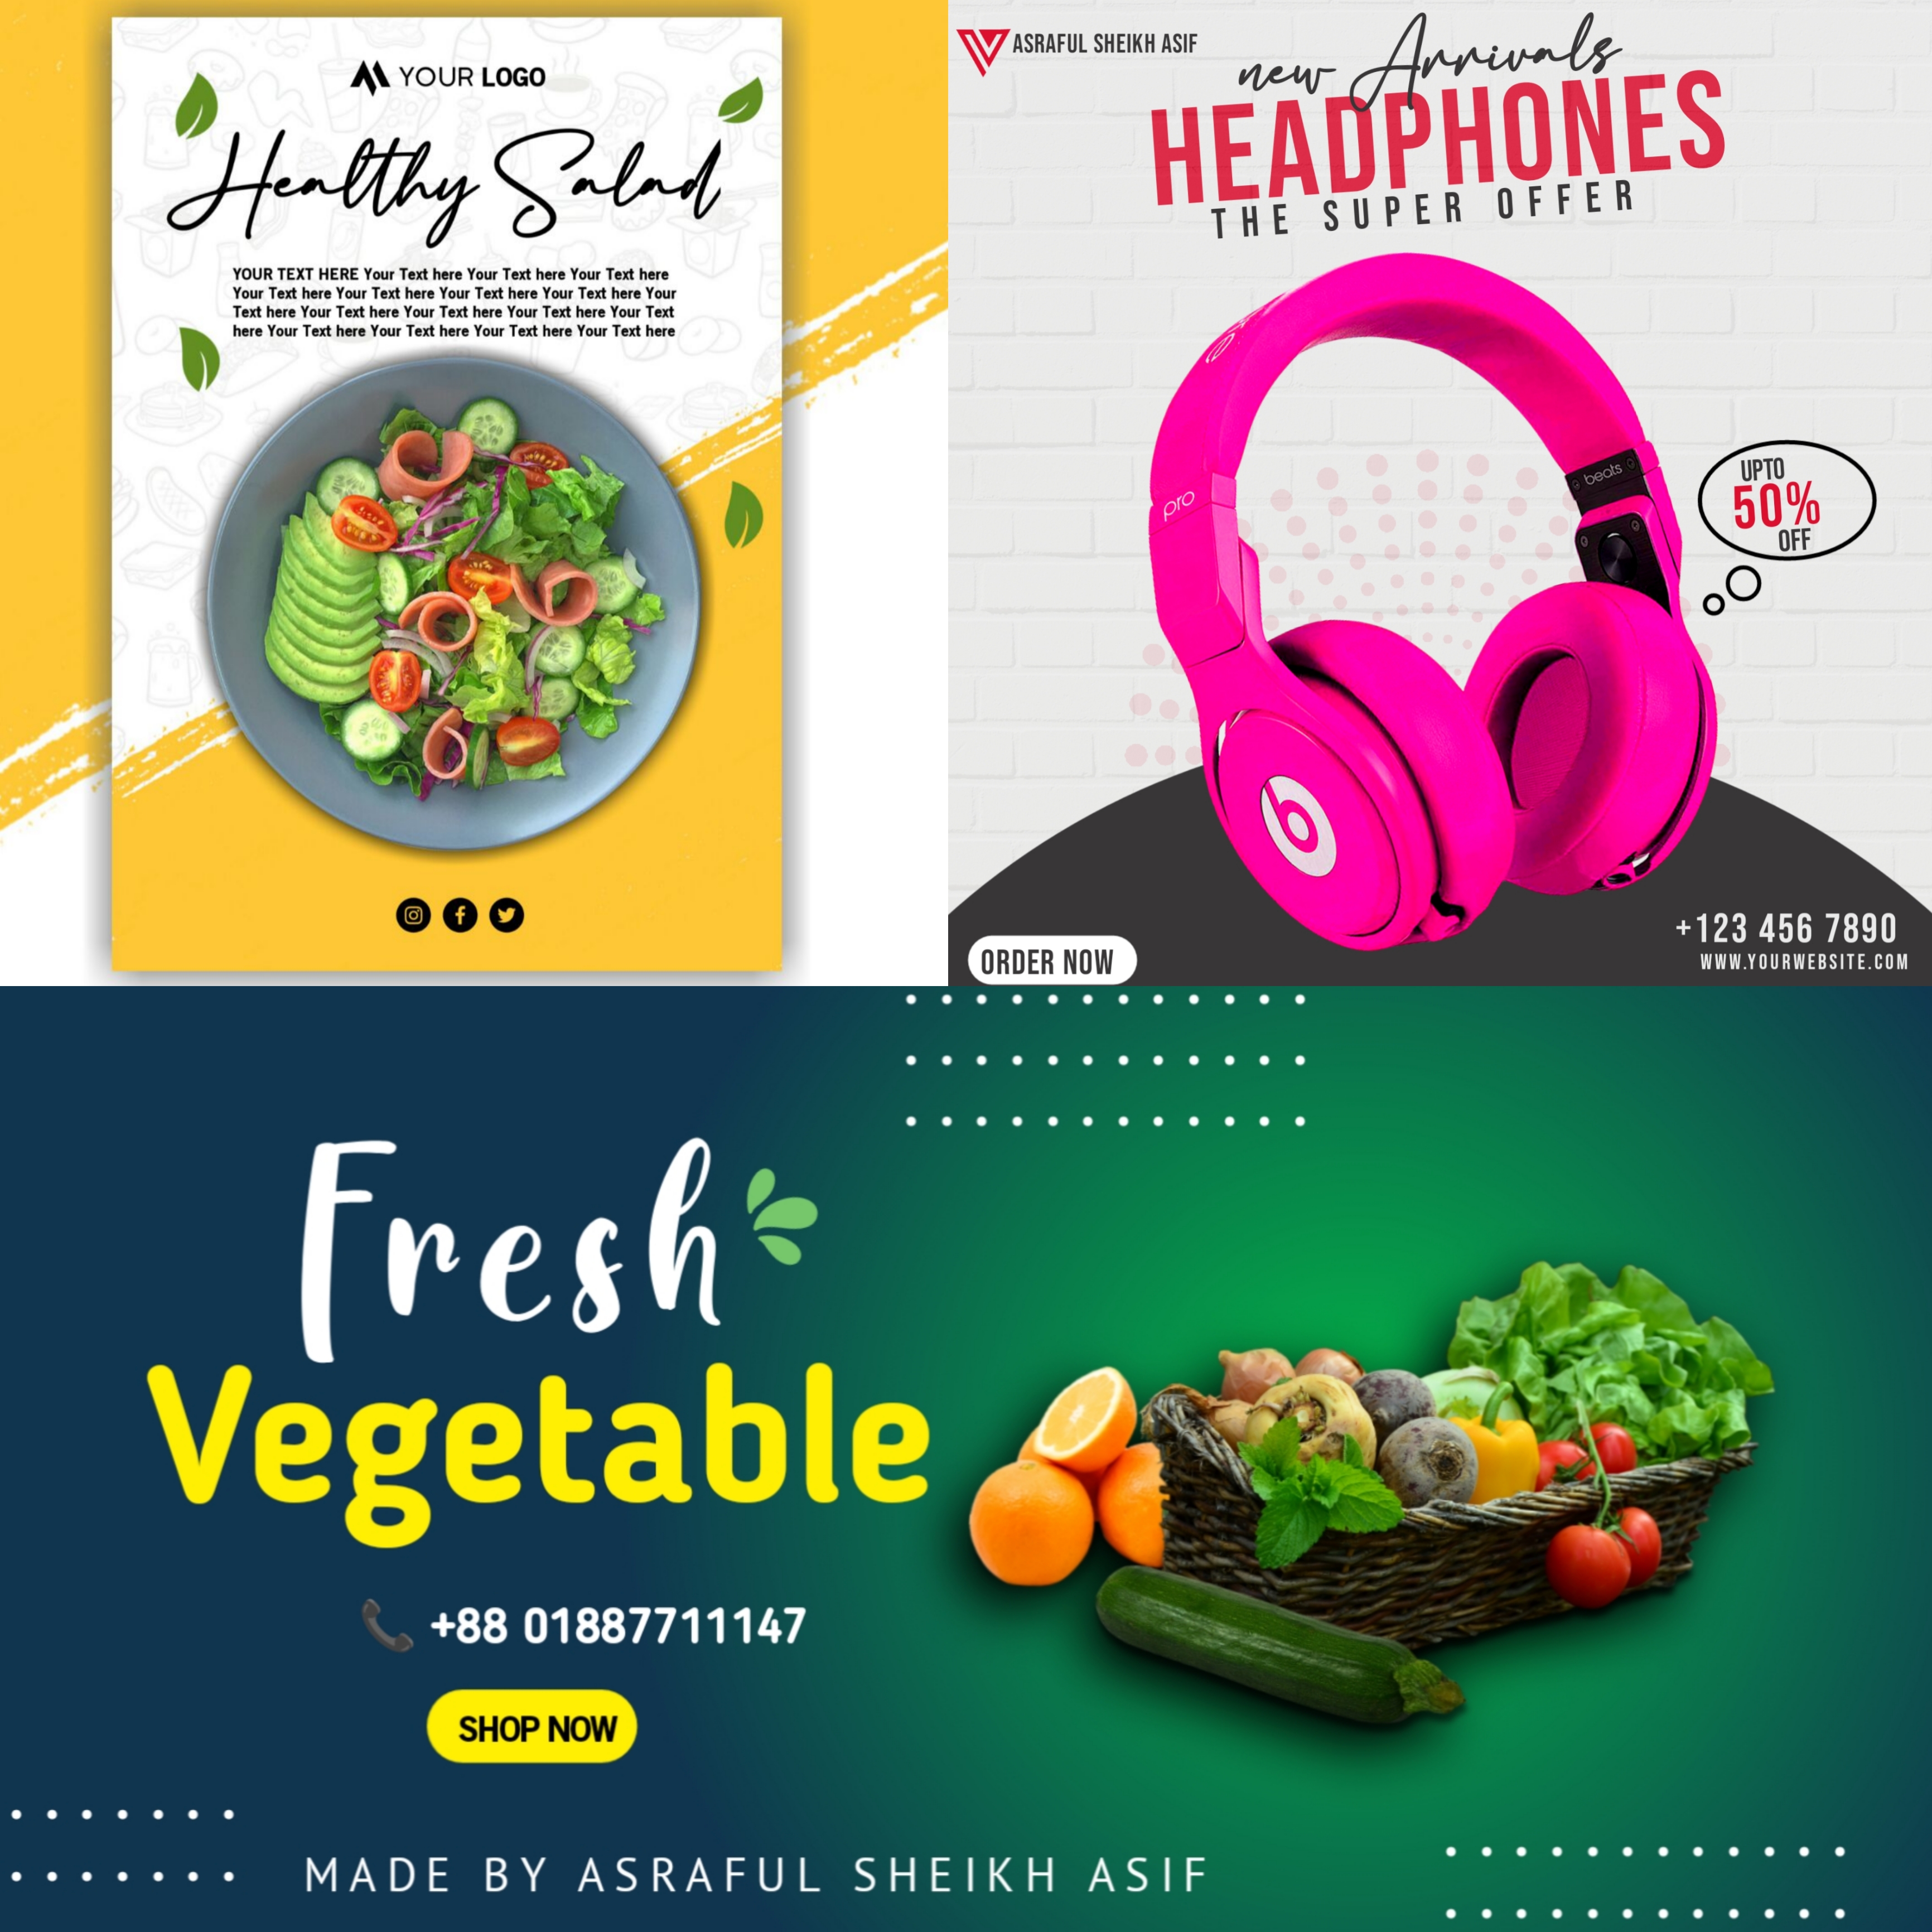 YOUR LOGO
Healthy Salad
YOUR TEXT HERE Your Text here Your Text here Your Text here
Your Text here Your Text here Your Text here Your Text here Your
Text here Your Text here Your Text here Your Text here Your Text
here Your Text here Your Text here Your Text here Your Text here
ASRAFUL SHEIKH ASIF
new Arrivals
HEADPHONES
THE SUPER OFFER
pro
beats
UPTO
50%
OFF
b
ORDER NOW
+123 456 7890
WWW.YOURWEBSITE.COM
Fresh
Vegetable
+88 01887711147
SHOP NOW
MADE BY ASRAFUL SHEIKH ASIF